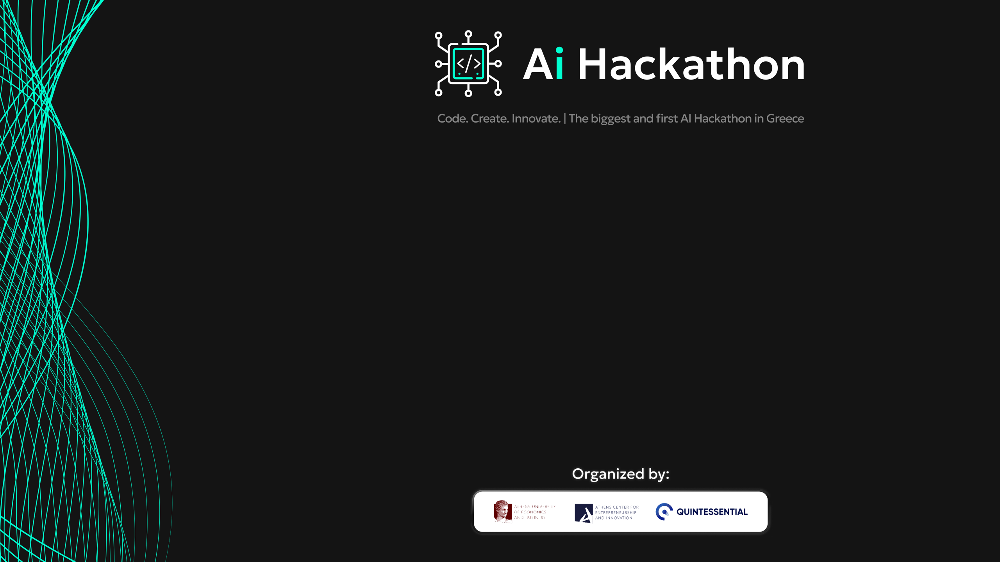 </>
Ai Hackathon
Code. Create. Innovate. | The biggest and first AI Hackathon in Greece
Organized by:
ATHENS UNIVERSITY
OF ECONOMICS
AND BUSINESS
ATHENS CENTER FOR
ENTREPRENEURSHIP
AND INNOVATION
QUINTESSENTIAL